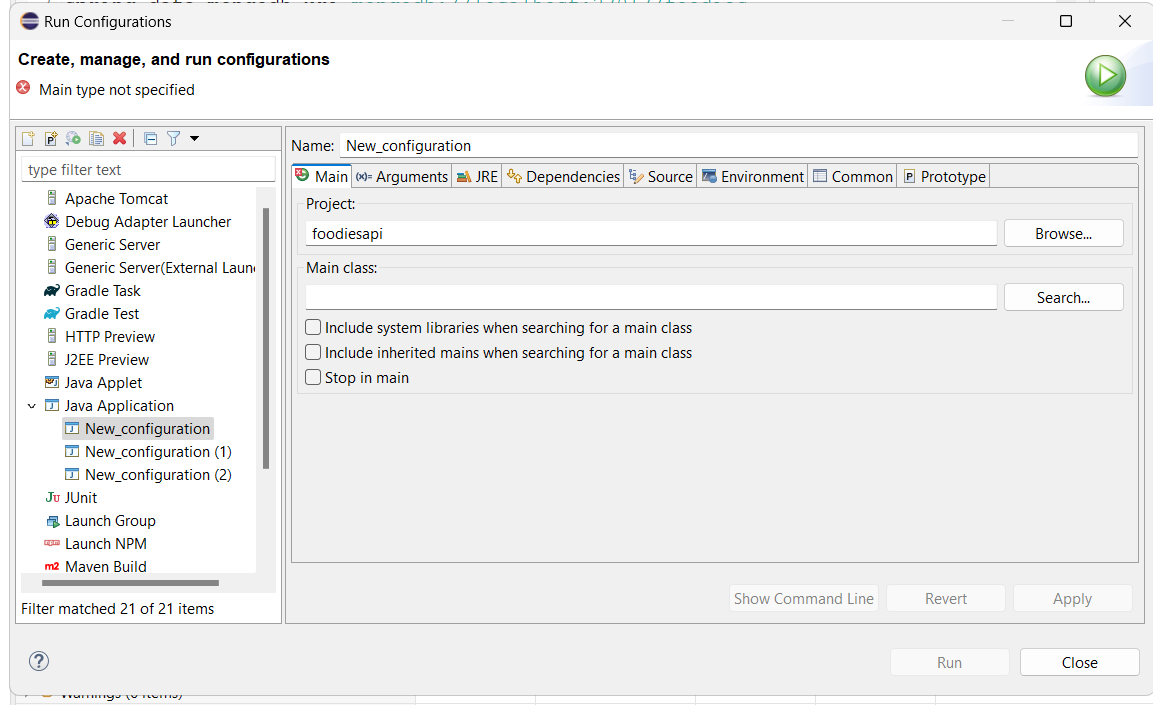 Run Configurations
Create, manage, and run configurations
Main type not specified
type filter text
Apache Tomcat
Debug Adapter Launcher
Generic Server
Generic Server(External Laun
Gradle Task
Gradle Test
HTTP Preview
J2EE Preview
Java Applet
Java Application
New_configuration
New_configuration (1)
New_configuration (2)
JUnit
Launch Group
Launch NPM
Maven Build
Filter matched 21 of 21 items
Name: New_configuration
Main (x)= Arguments JRE Dependencies Source Environment Common Prototype
Project:
foodiesapi Browse...
Main class:
Search...
Include system libraries when searching for a main class
Include inherited mains when searching for a main class
Stop in main
Show Command Line Revert Apply
Run Close